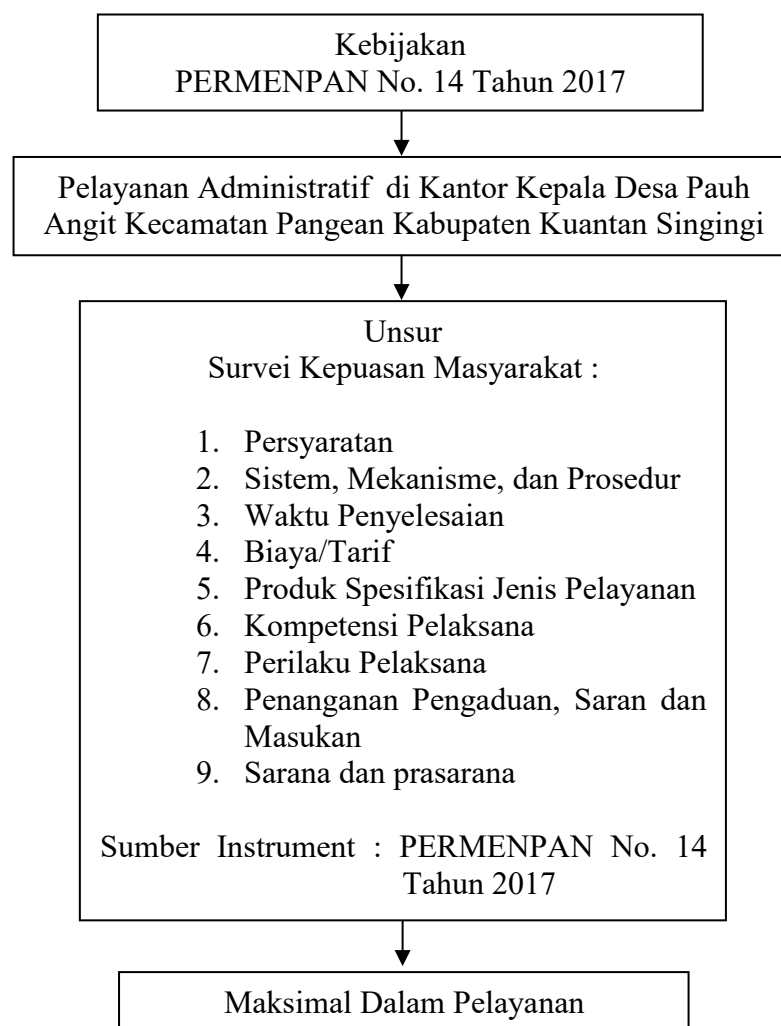 Kebijakan
PERMENPAN No. 14 Tahun 2017
Pelayanan Administratif di Kantor Kepala Desa Pauh
Angit Kecamatan Pangean Kabupaten Kuantan Singingi
Unsur
Survei Kepuasan Masyarakat :
1. Persyaratan
2. Sistem, Mekanisme, dan Prosedur
3. Waktu Penyelesaian
4. Biaya/Tarif
5. Produk Spesifikasi Jenis Pelayanan
6. Kompetensi Pelaksana
7. Perilaku Pelaksana
8. Penanganan Pengaduan, Saran dan
Masukan
9. Sarana dan prasarana
Sumber Instrument : PERMENPAN No. 14
Tahun 2017
Maksimal Dalam Pelayanan